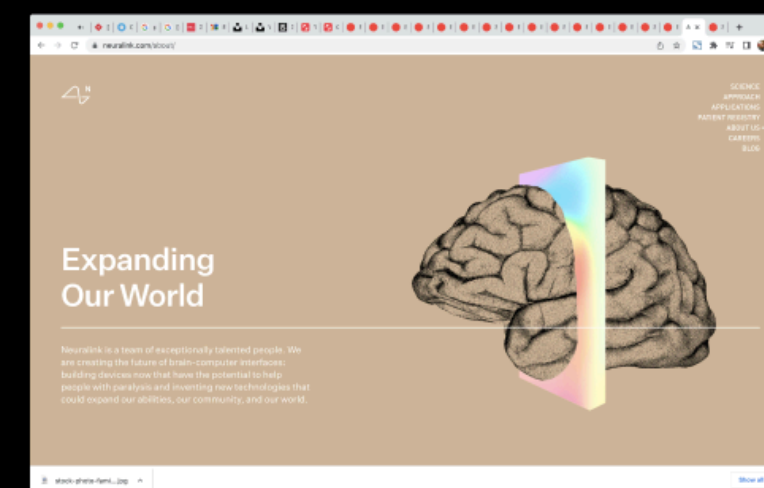 neuralink.com/about/
N
SCIENCE
APPROACH
APPLICATIONS
PATIENT REGISTRY
ABOUT US
CAREERS
BLOG
Expanding
Our World
Neuralink is a team of exceptionally talented people. We
are creating the future of brain-computer interfaces:
building devices now that have the potential to help
people with paralysis and inventing new technologies that
could expand our abilities, our community, and our world.
stock-photo-fami....jpg
Show all